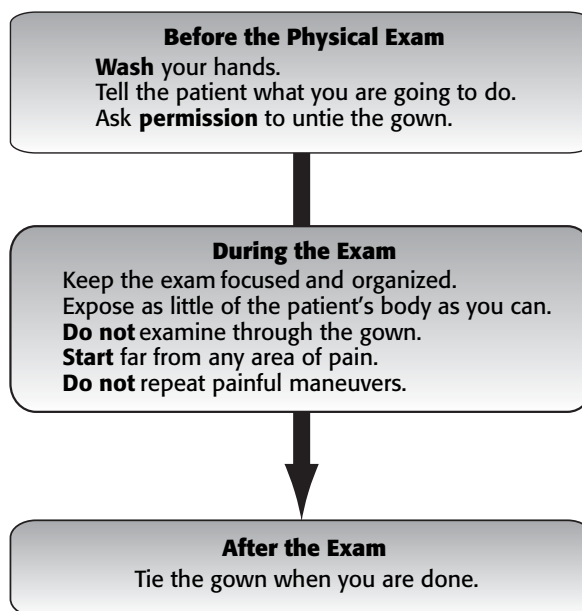 Before the Physical Exam
Wash your hands.
Tell the patient what you are going to do.
Ask permission to untie the gown.
During the Exam
Keep the exam focused and organized.
Expose as little of the patient’s body as you can.
Do not examine through the gown.
Start far from any area of pain.
Do not repeat painful maneuvers.
After the Exam
Tie the gown when you are done.